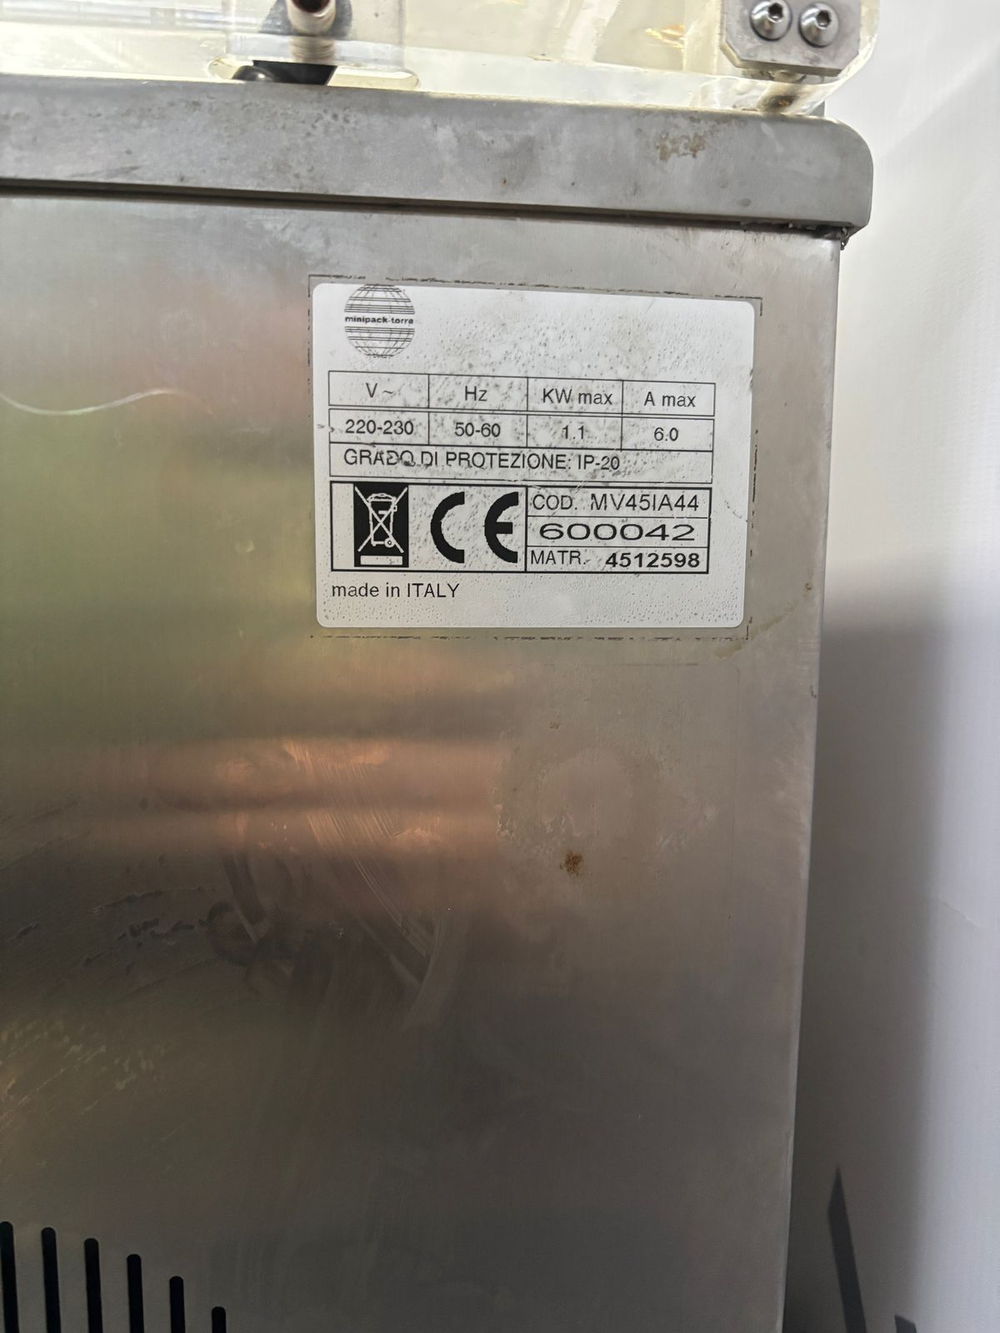 minipack-torre
V ~ Hz KW max A max
220-230 50-60 1.1 6.0
GRADO DI PROTEZIONE: IP-20
COD. MV45IA44
600042
MATR. 4512598
CE
made in ITALY